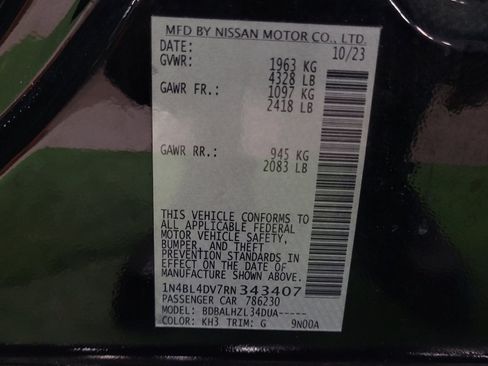 MFD BY NISSAN MOTOR CO., LTD.
DATE: 10/23
GVWR: 1963 KG
4328 LB
GAWR FR.: 1097 KG
2418 LB
GAWR RR.: 945 KG
2083 LB
THIS VEHICLE CONFORMS TO
ALL APPLICABLE FEDERAL
MOTOR VEHICLE SAFETY,
BUMPER, AND THEFT
PREVENTION STANDARDS IN
EFFECT ON THE DATE OF
MANUFACTURE SHOWN ABOVE.
1N4BL4DV7RN343407
PASSENGER CAR 786230
MODEL: BDBALHZL34DUA-----
COLOR: KH3 TRIM: G 9N00A